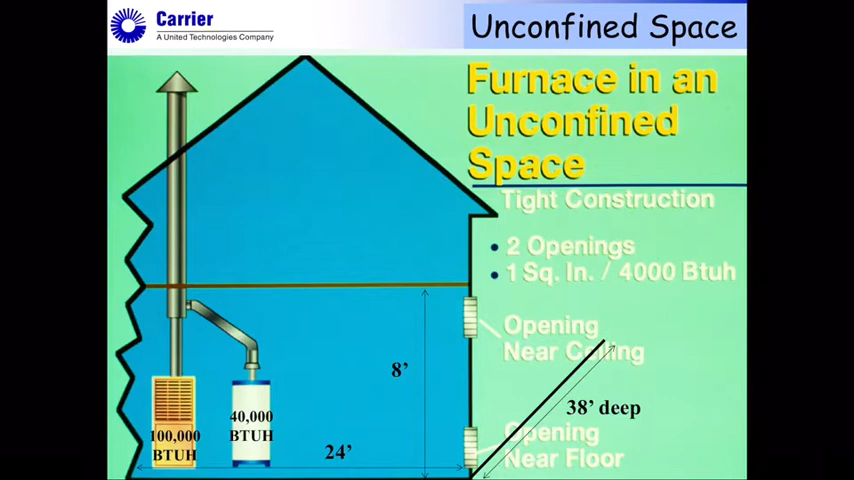 Carrier
A United Technologies Company
Unconfined Space
Furnace in an
Unconfined
Space
Tight Construction
• 2 Openings
• 1 Sq. In. / 4000 Btuh
Opening
Near Ceiling
8’
38’ deep
40,000
BTUH
100,000
BTUH
24’
Opening
Near Floor